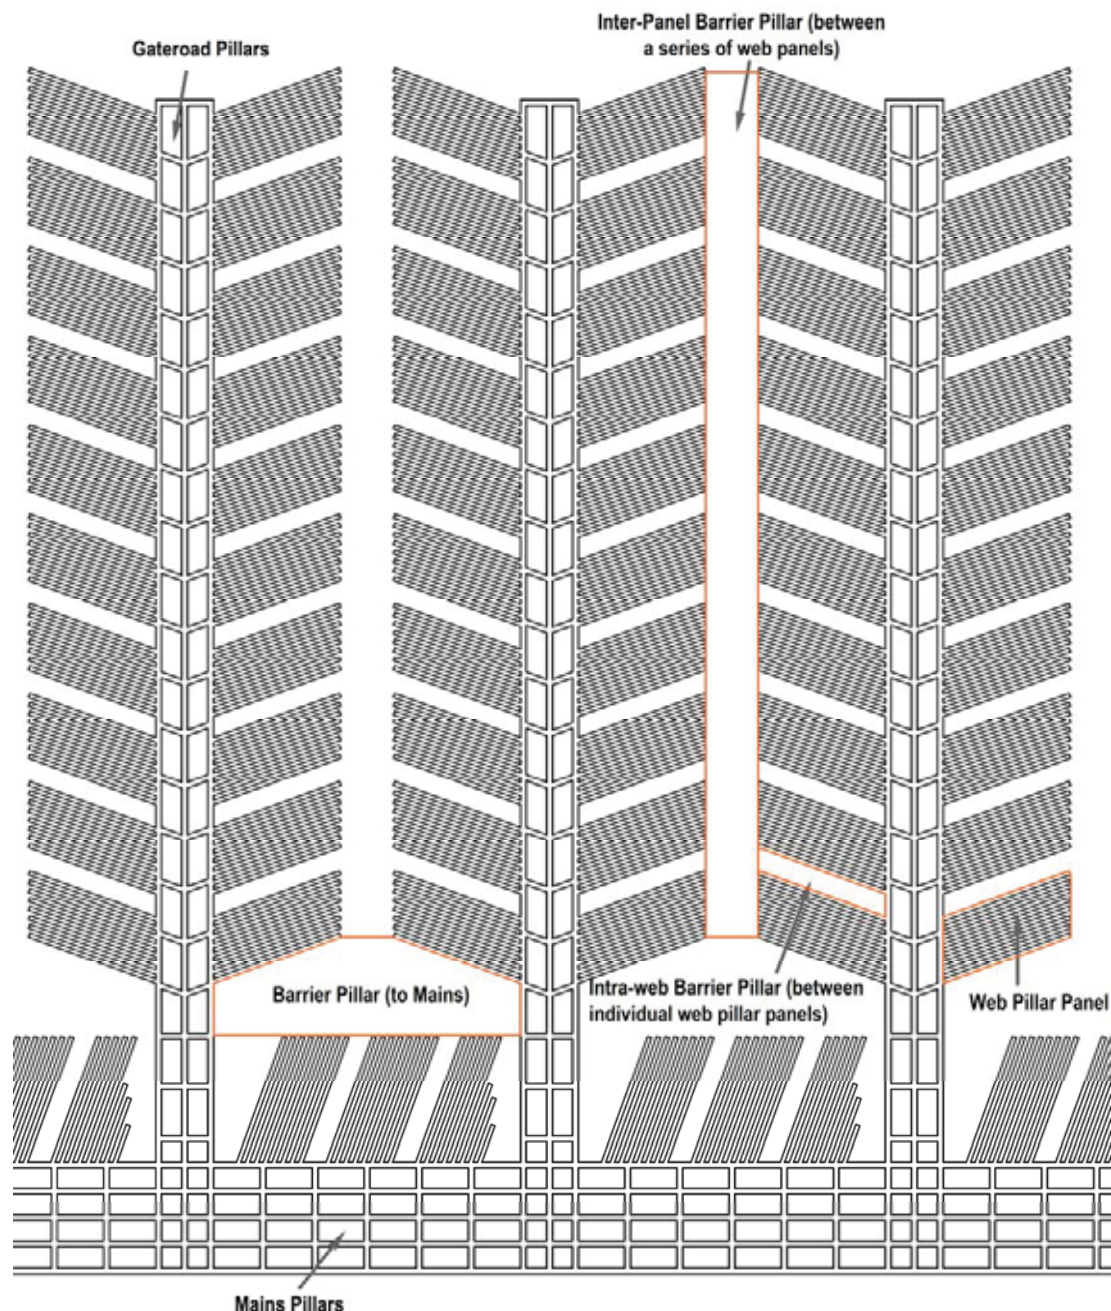 Inter-Panel Barrier Pillar (between
a series of web panels)
Gateroad Pillars
Barrier Pillar (to Mains)
Intra-web Barrier Pillar (between
individual web pillar panels)
Web Pillar Panel
Mains Pillars